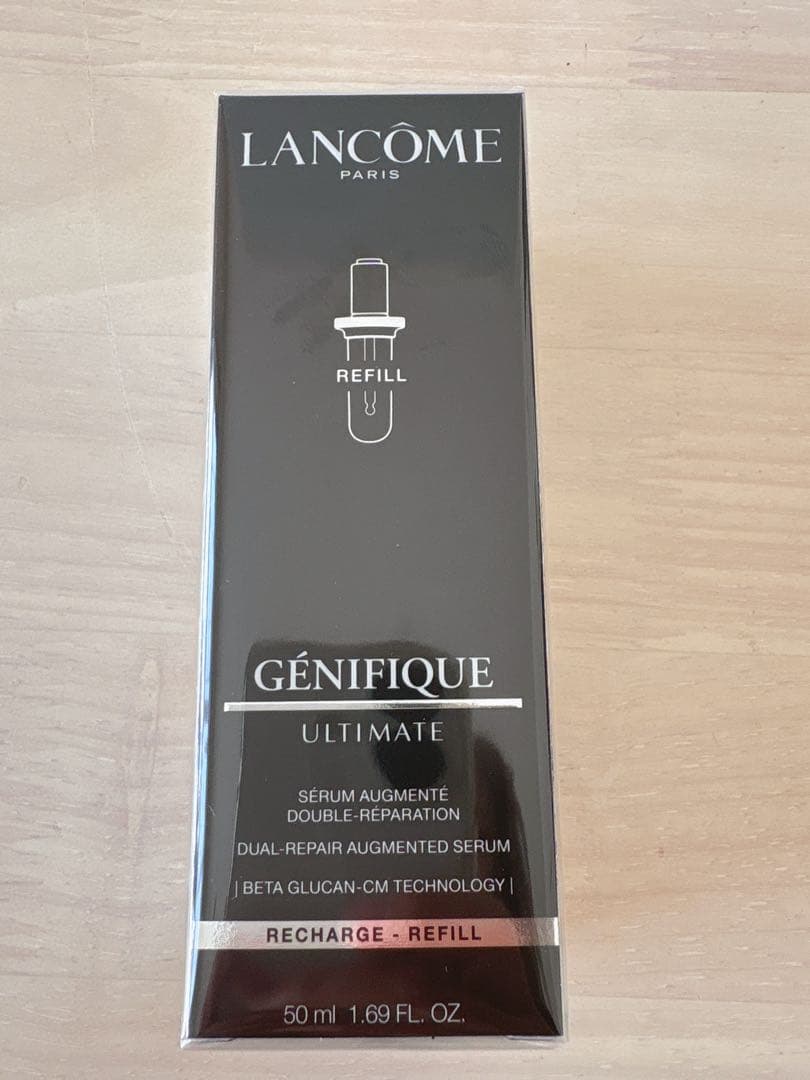 LANCÔME
PARIS
REFILL
GÉNIFIQUE
ULTIMATE
SÉRUM AUGMENTÉ
DOUBLE-RÉPARATION
DUAL-REPAIR AUGMENTED SERUM
| BETA GLUCAN-CM TECHNOLOGY |
RECHARGE - REFILL
50 ml 1.69 FL. OZ.